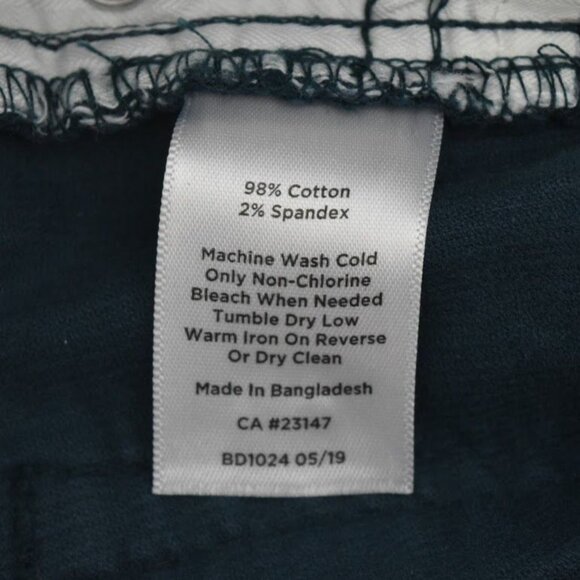 98% Cotton
2% Spandex
Machine Wash Cold
Only Non-Chlorine
Bleach When Needed
Tumble Dry Low
Warm Iron On Reverse
Or Dry Clean
Made In Bangladesh
CA #23147
BD1024 05/19